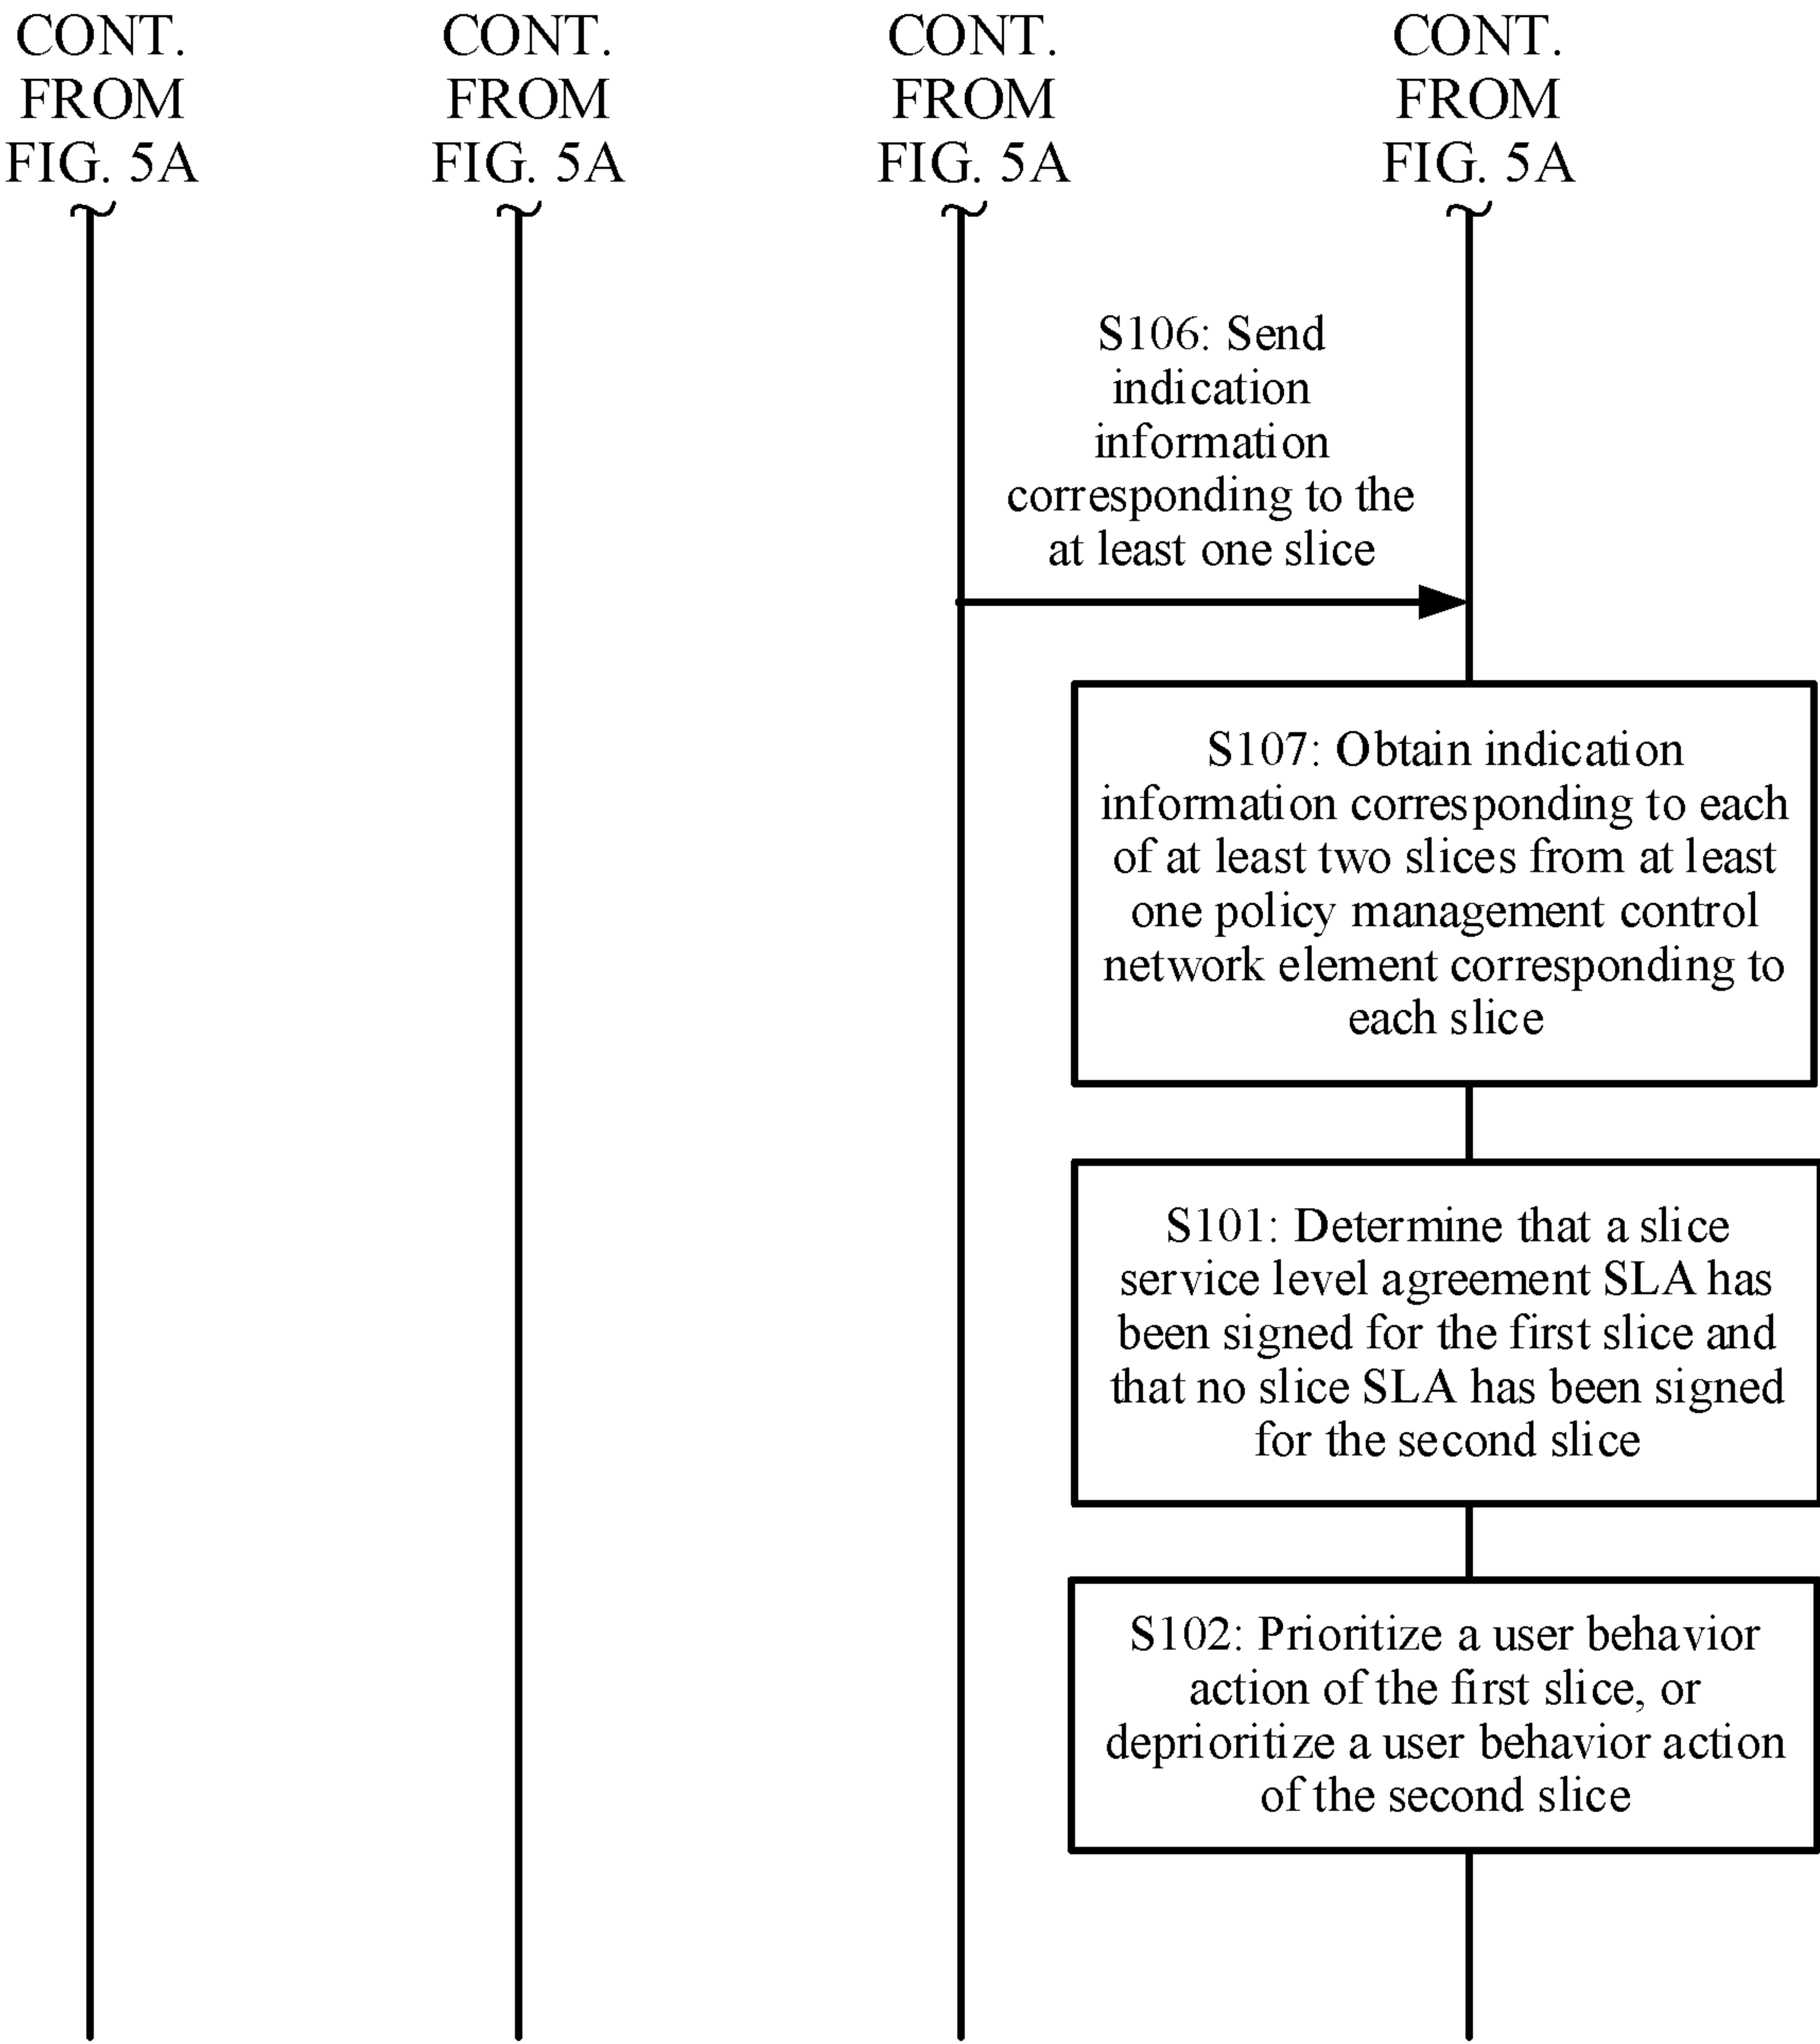 CONT.
FROM
FIG. 5A
CONT.
FROM
FIG. 5A
CONT.
FROM
FIG. 5A
CONT.
FROM
FIG. 5A
S106: Send
indication
information
corresponding to the
at least one slice
S107: Obtain indication
information corresponding to each
of at least two slices from at least
one policy management control
network element corresponding to
each slice
S101: Determine that a slice
service level agreement SLA has
been signed for the first slice and
that no slice SLA has been signed
for the second slice
S102: Prioritize a user behavior
action of the first slice, or
deprioritize a user behavior action
of the second slice